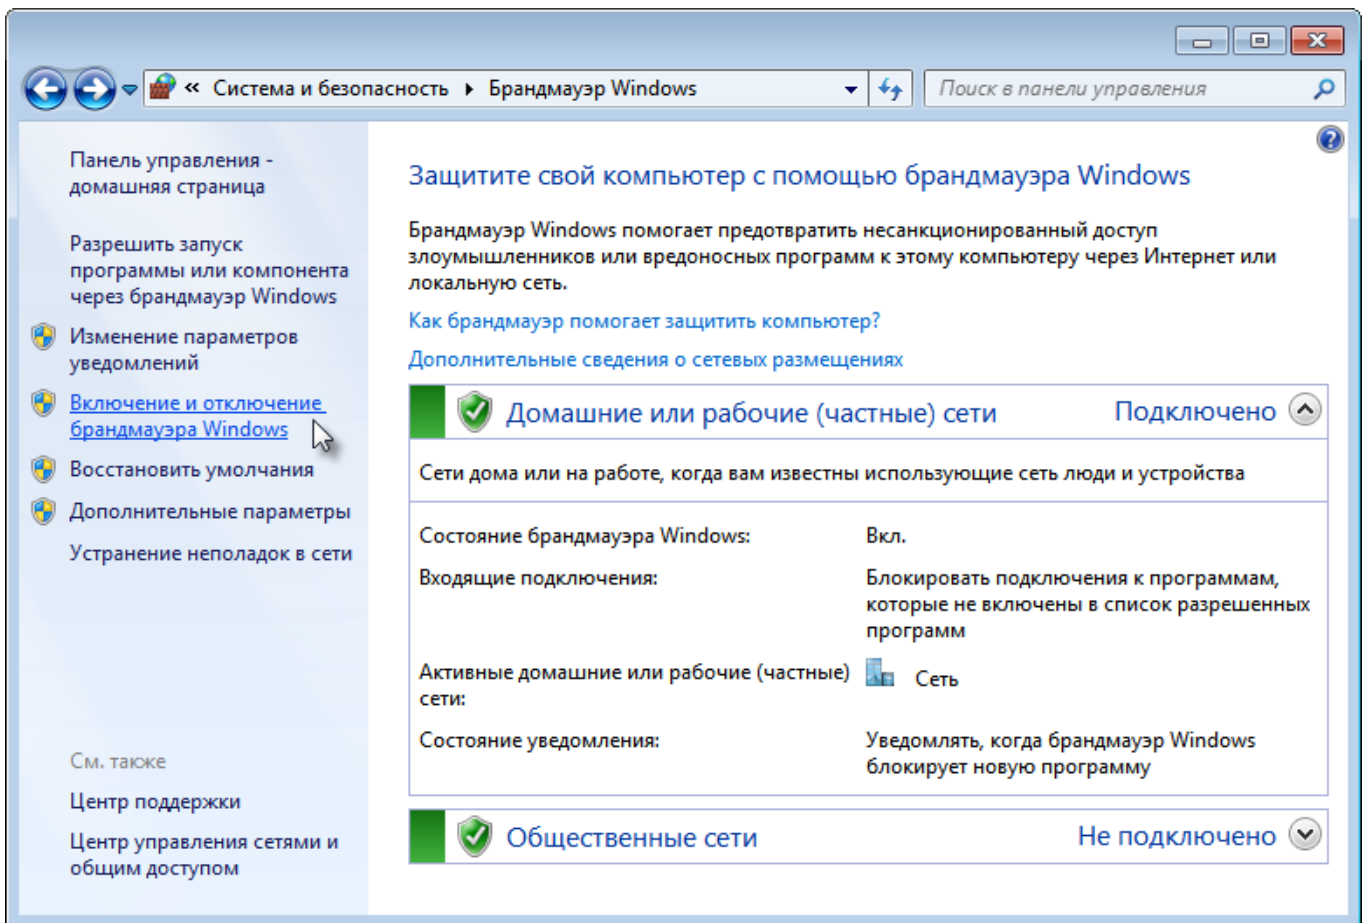 « Система и безопасность ▸ Брандмауэр Windows
Поиск в панели управления
Панель управления -
домашняя страница
Разрешить запуск
программы или компонента
через брандмауэр Windows
Изменение параметров
уведомлений
Включение и отключение
брандмауэра Windows
Восстановить умолчания
Дополнительные параметры
Устранение неполадок в сети
См. также
Центр поддержки
Центр управления сетями и
общим доступом
Защитите свой компьютер с помощью брандмауэра Windows
Брандмауэр Windows помогает предотвратить несанкционированный доступ
злоумышленников или вредоносных программ к этому компьютеру через Интернет или
локальную сеть.
Как брандмауэр помогает защитить компьютер?
Дополнительные сведения о сетевых размещениях
Домашние или рабочие (частные) сети Подключено
Сети дома или на работе, когда вам известны использующие сеть люди и устройства
Состояние брандмауэра Windows: Вкл.
Входящие подключения: Блокировать подключения к программам,
которые не включены в список разрешенных
программ
Активные домашние или рабочие (частные) Сеть
сети:
Состояние уведомления: Уведомлять, когда брандмауэр Windows
блокирует новую программу
Общественные сети Не подключено